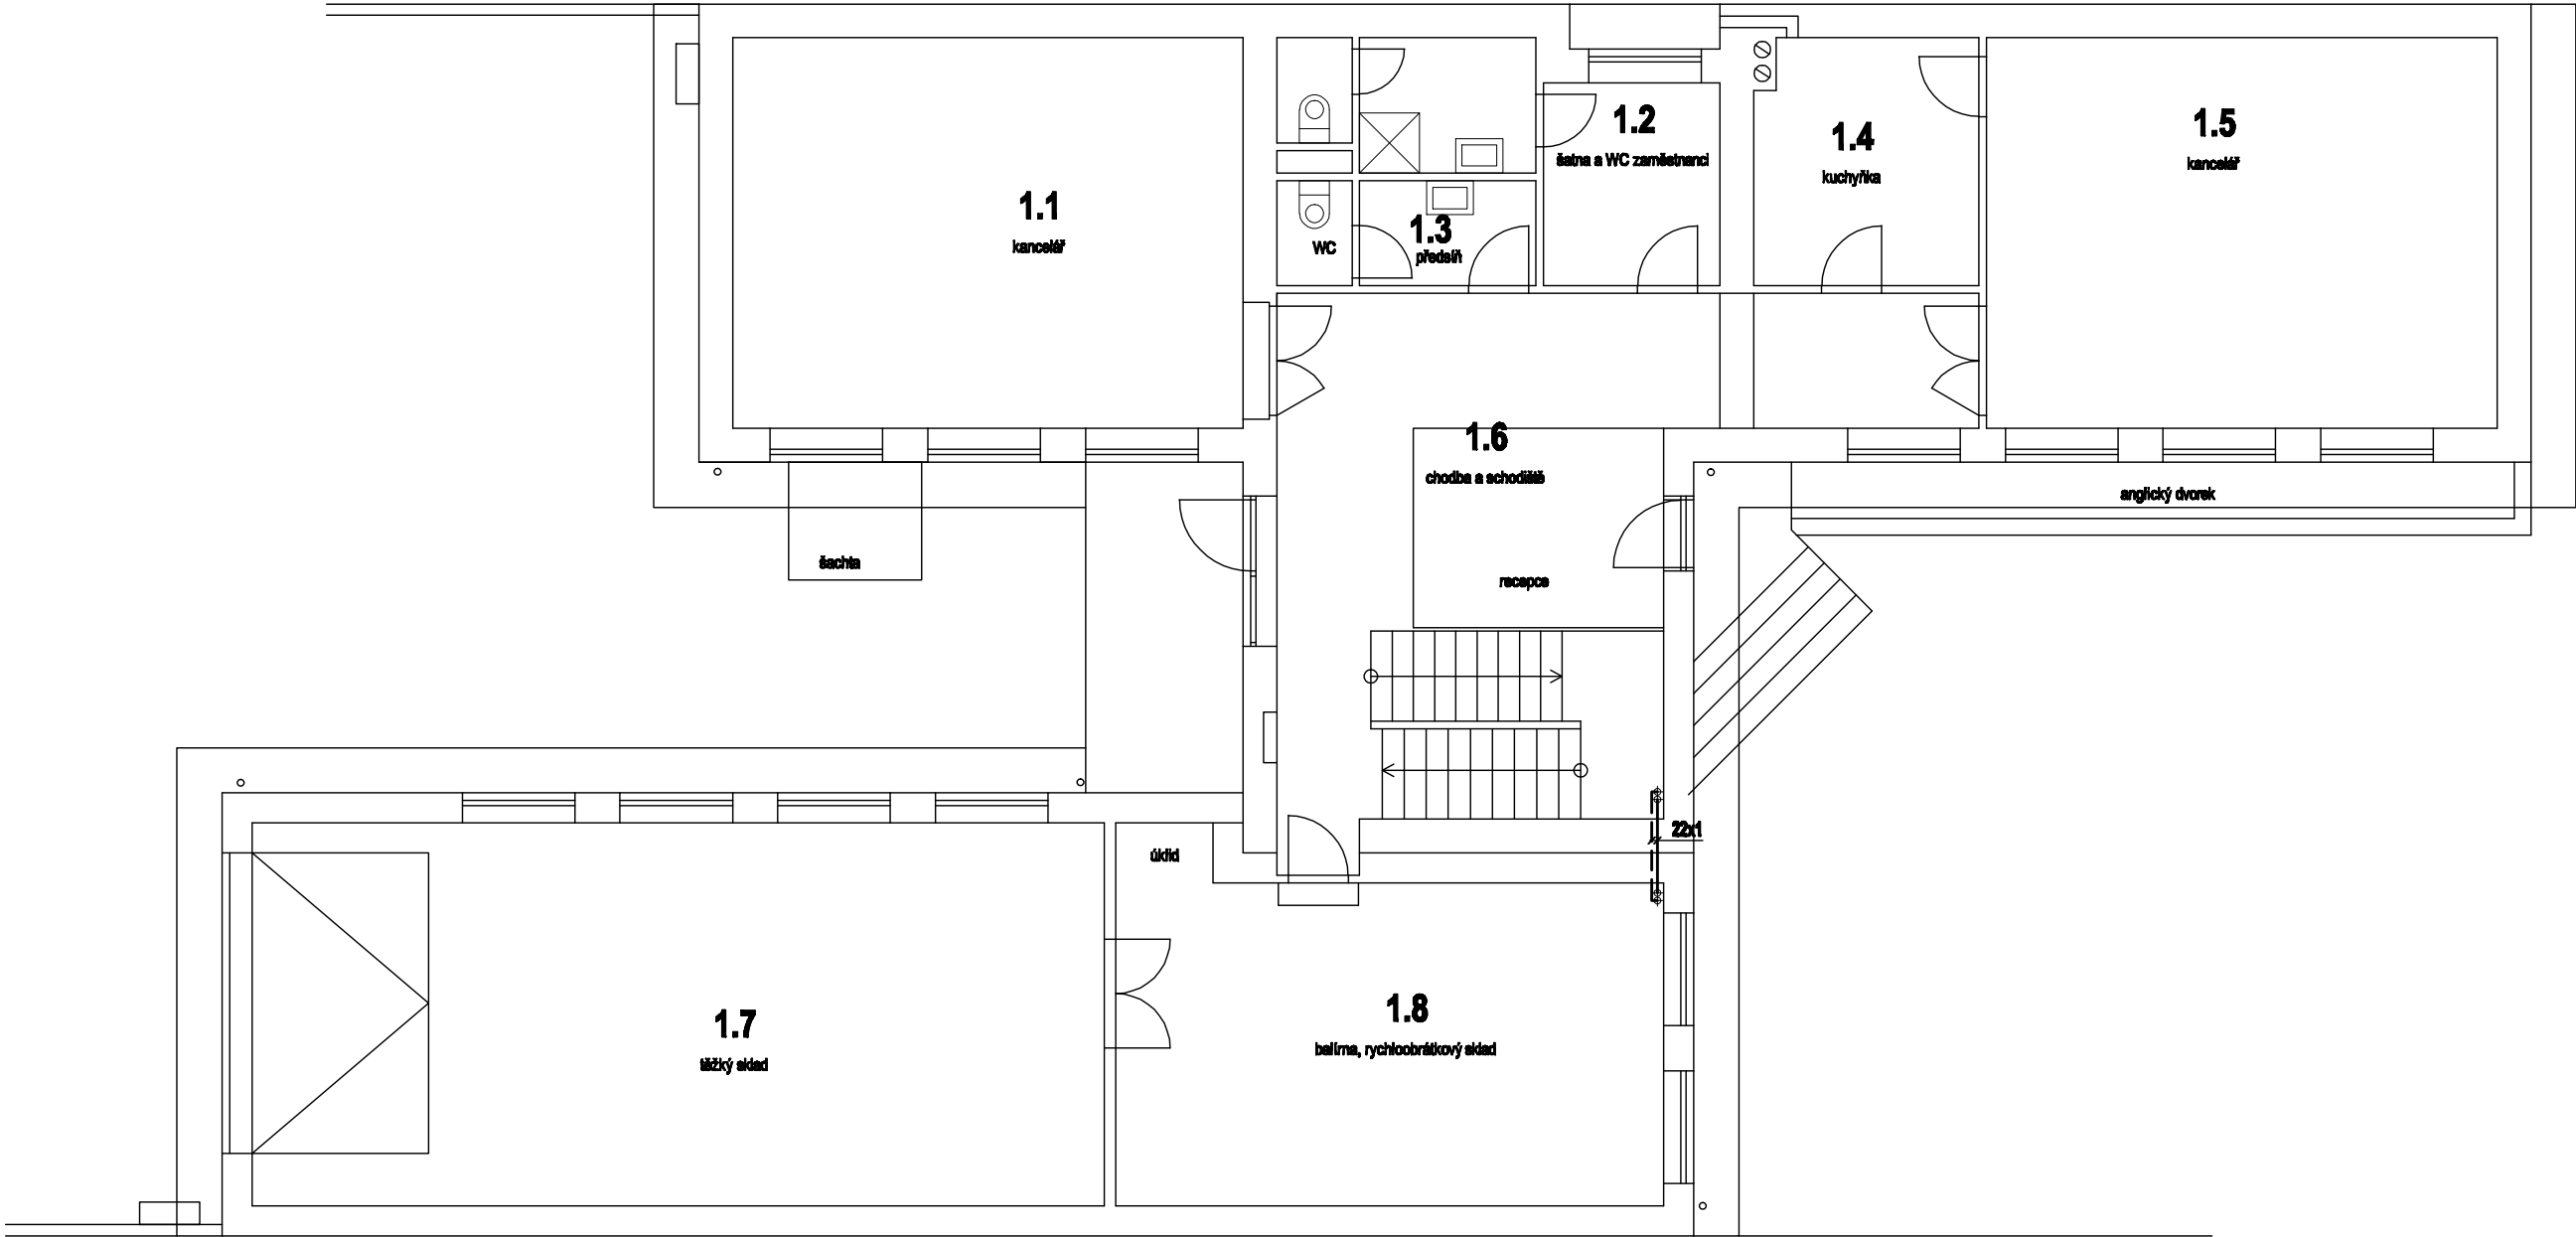 1.1
kancelář
WC
1.3
předsíň
1.2
šatna a WC zaměstnanci
1.4
kuchyňka
1.5
kancelář
1.6
chodba a schodiště
recepce
anglický dvorek
šachta
22x1
úklid
1.7
těžký sklad
1.8
balírna, rychloobrátkový sklad